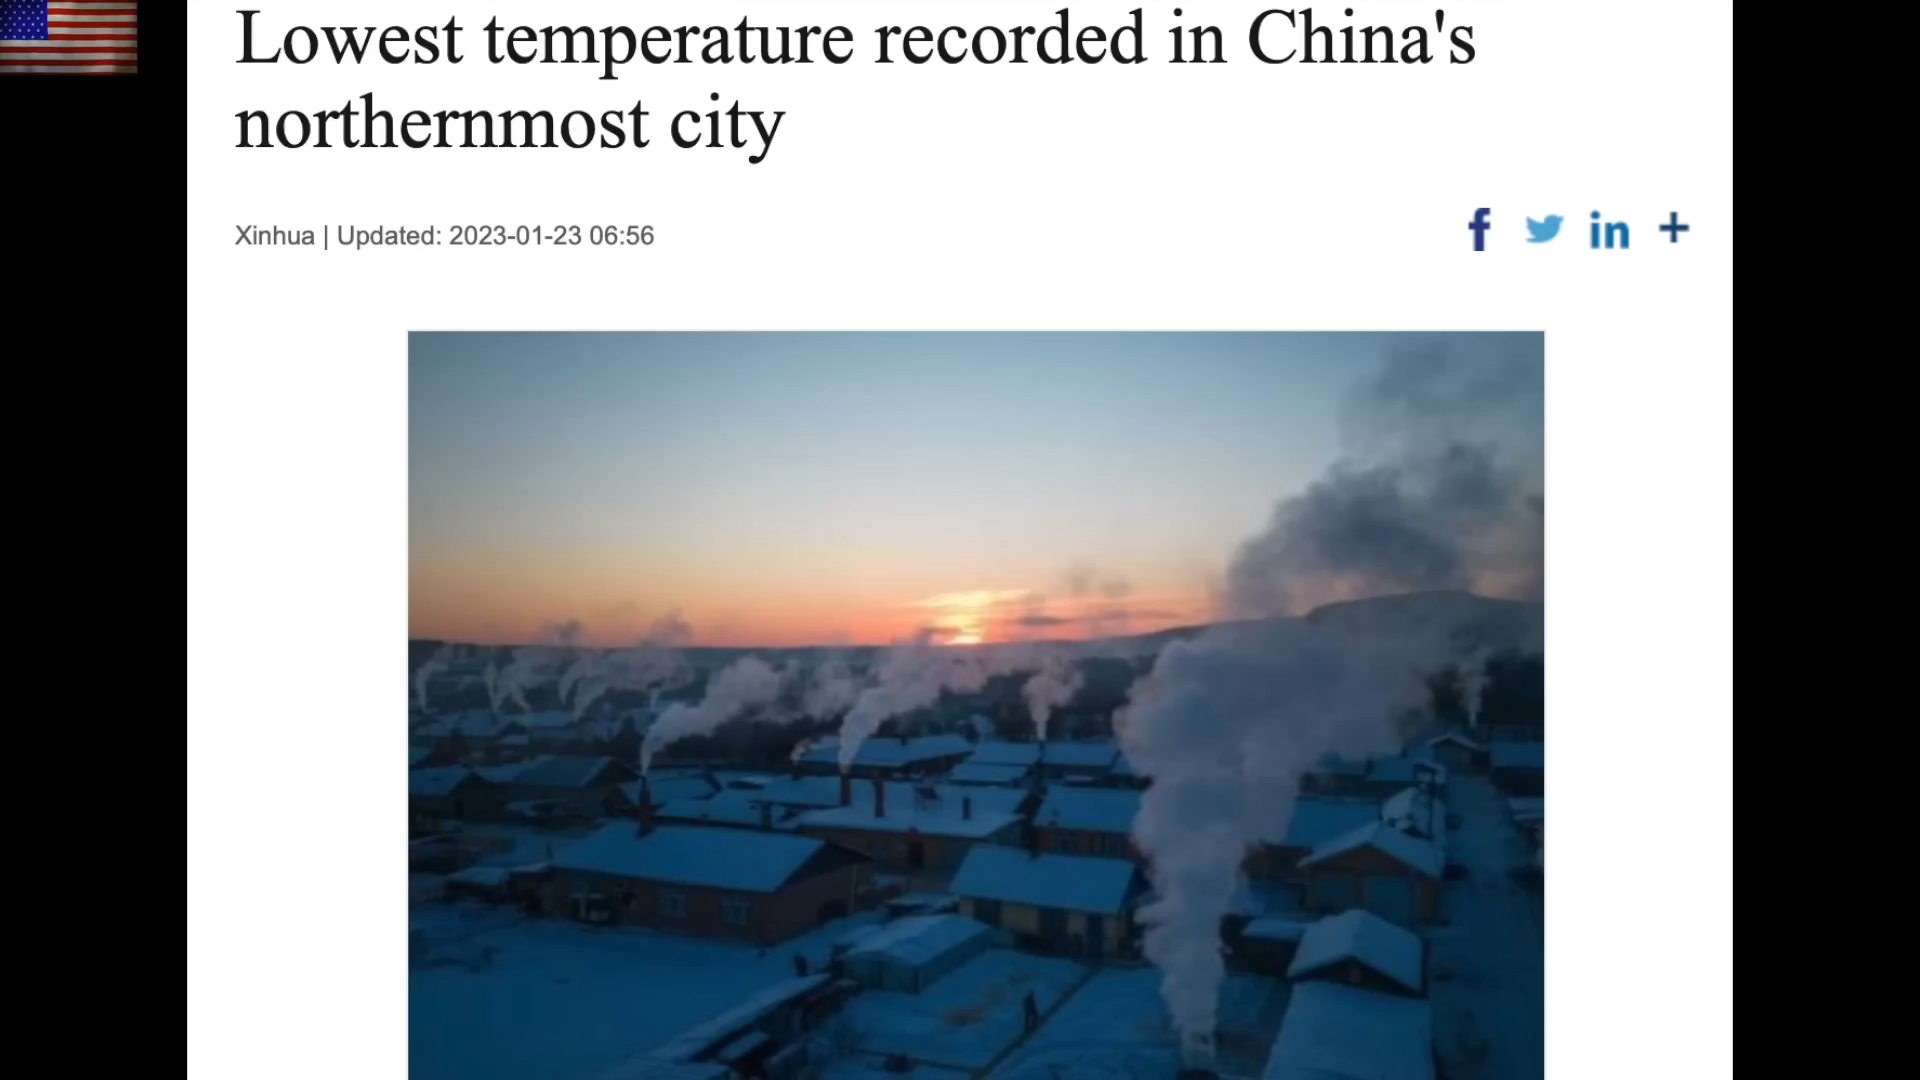 Lowest temperature recorded in China's
northernmost city
Xinhua | Updated: 2023-01-23 06:56
f in +